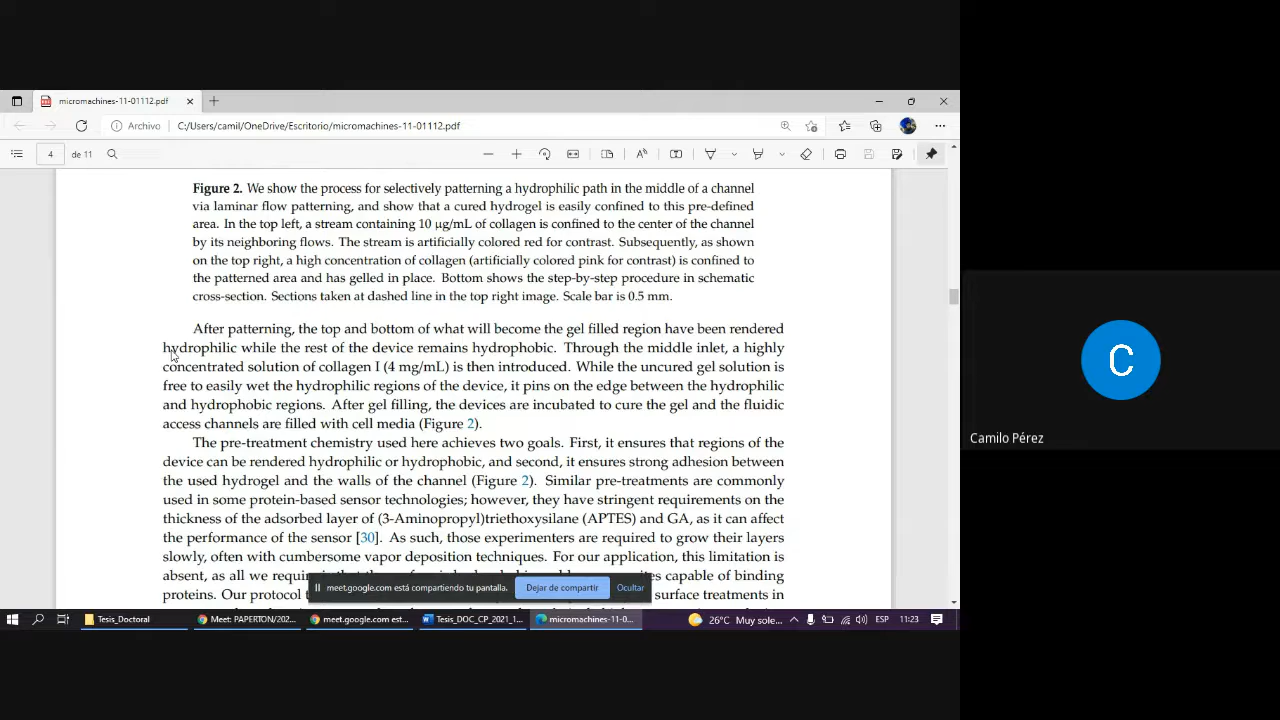 micromachines-11-01112.pdf
Archivo C:/Users/camil/OneDrive/Escritorio/micromachines-11-01112.pdf
4 de 11
Figure 2. We show the process for selectively patterning a hydrophilic path in the middle of a channel
via laminar flow patterning, and show that a cured hydrogel is easily confined to this pre-defined
area. In the top left, a stream containing 10 µg/mL of collagen is confined to the center of the channel
by its neighboring flows. The stream is artificially colored red for contrast. Subsequently, as shown
on the top right, a high concentration of collagen (artificially colored pink for contrast) is confined to
the patterned area and has gelled in place. Bottom shows the step-by-step procedure in schematic
cross-section. Sections taken at dashed line in the top right image. Scale bar is 0.5 mm.
After patterning, the top and bottom of what will become the gel filled region have been rendered
hydrophilic while the rest of the device remains hydrophobic. Through the middle inlet, a highly
concentrated solution of collagen I (4 mg/mL) is then introduced. While the uncured gel solution is
free to easily wet the hydrophilic regions of the device, it pins on the edge between the hydrophilic
and hydrophobic regions. After gel filling, the devices are incubated to cure the gel and the fluidic
access channels are filled with cell media (Figure 2).
The pre-treatment chemistry used here achieves two goals. First, it ensures that regions of the
device can be rendered hydrophilic or hydrophobic, and second, it ensures strong adhesion between
the used hydrogel and the walls of the channel (Figure 2). Similar pre-treatments are commonly
used in some protein-based sensor technologies; however, they have stringent requirements on the
thickness of the adsorbed layer of (3-Aminopropyl)triethoxysilane (APTES) and GA, as it can affect
the performance of the sensor [30]. As such, those experimenters are required to grow their layers
slowly, often with cumbersome vapor deposition techniques. For our application, this limitation is
absent, as all we requir capable of binding
proteins. Our protocol surface treatments in
meet.google.com está compartiendo tu pantalla. Dejar de compartir Ocultar
Tesis_Doctoral Meet: PAPERTON/202... meet.google.com est... Tesis_DOC_CP_2021_1... micromachines-11-0... 26°C Muy sole... ESP 11:23
C
Camilo Pérez